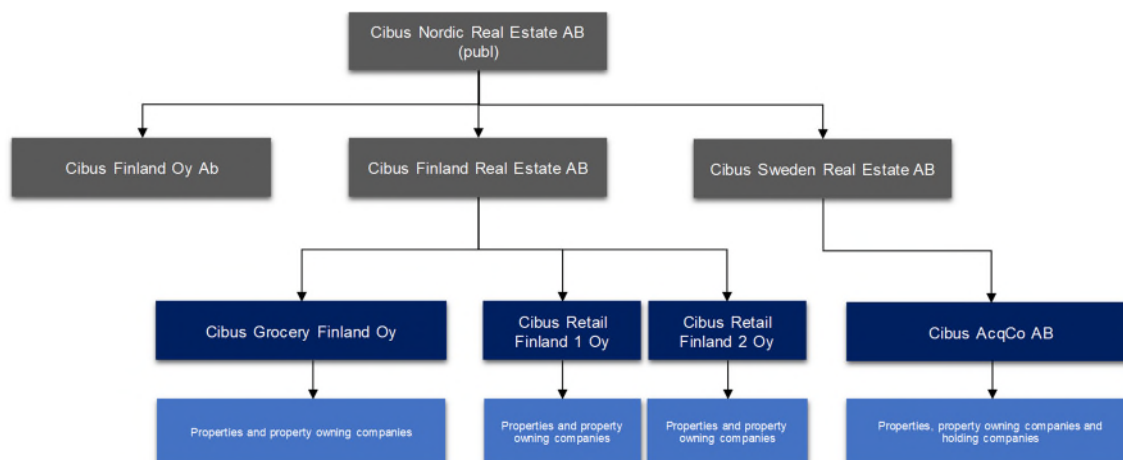 Cibus Nordic Real Estate AB
(publ)
Cibus Finland Oy Ab
Cibus Finland Real Estate AB
Cibus Sweden Real Estate AB
Cibus Grocery Finland Oy
Cibus Retail
Finland 1 Oy
Cibus Retail
Finland 2 Oy
Cibus AcqCo AB
Properties and property owning companies
Properties and property
owning companies
Properties and property
owning companies
Properties, property owning companies and
holding companies